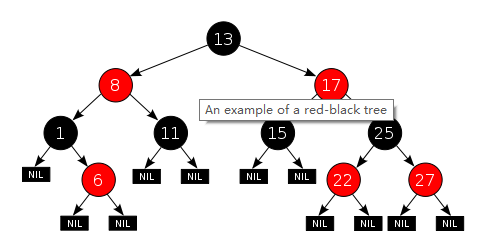 13
8
17
An example of a red-black tree
1
11
15
25
NIL
6
NIL
NIL
NIL
NIL
22
27
NIL
NIL
NIL
NIL
NIL
NIL